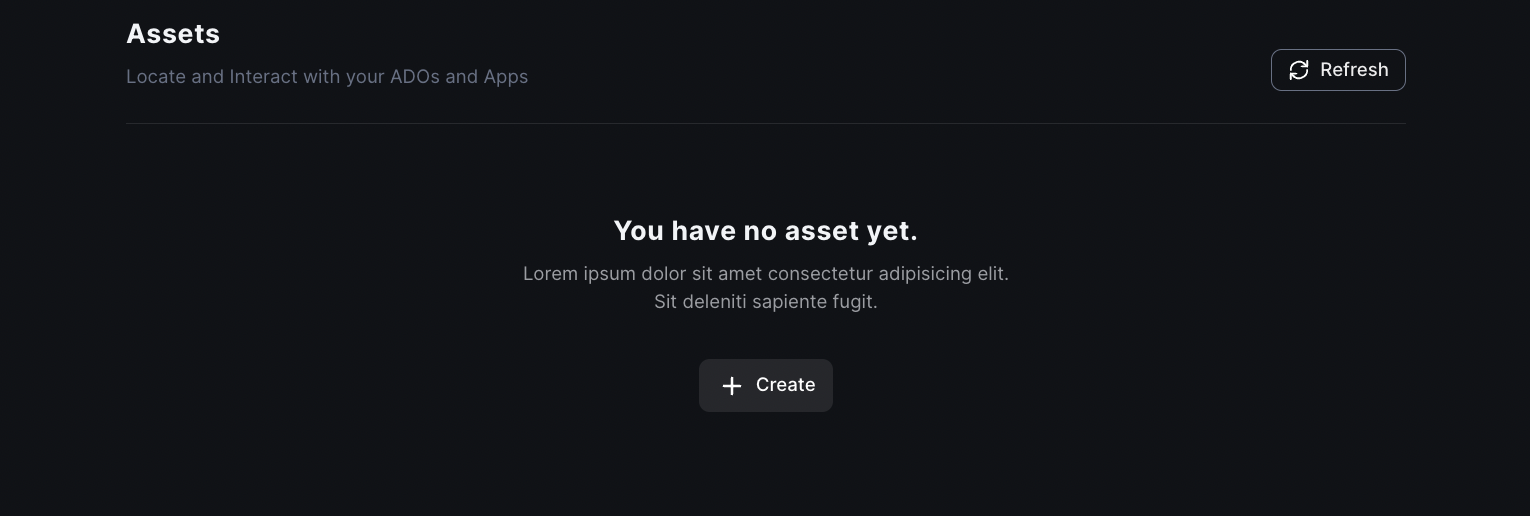 Assets
Locate and Interact with your ADOs and Apps
Refresh
You have no asset yet.
Lorem ipsum dolor sit amet consectetur adipisicing elit.
Sit deleniti sapiente fugit.
Create